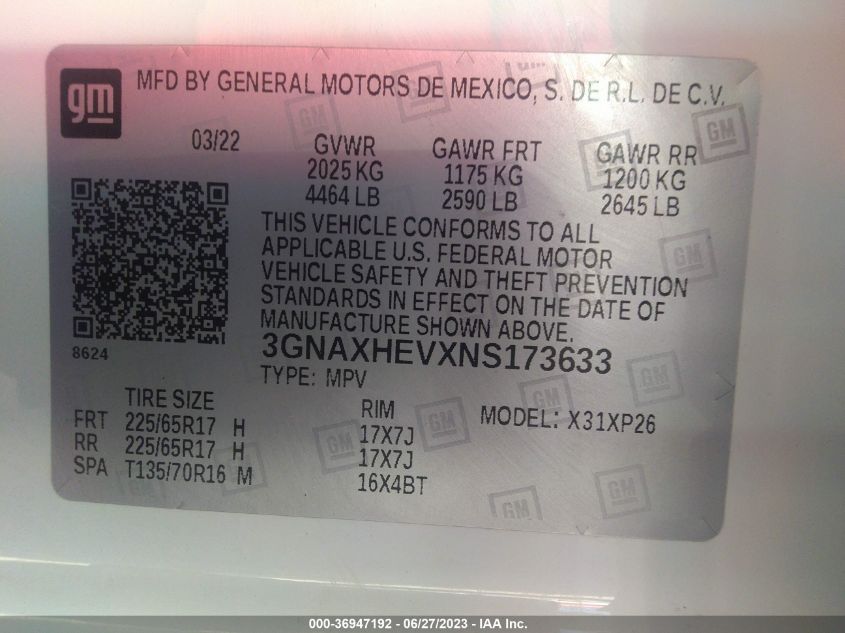 gm MFD BY GENERAL MOTORS DE MEXICO, S. DE R.L. DE C.V.
03/22 GVWR GAWR FRT GAWR RR
2025 KG 1175 KG 1200 KG
4464 LB 2590 LB 2645 LB
THIS VEHICLE CONFORMS TO ALL
APPLICABLE U.S. FEDERAL MOTOR
VEHICLE SAFETY AND THEFT PREVENTION
STANDARDS IN EFFECT ON THE DATE OF
MANUFACTURE SHOWN ABOVE.
8624 3GNAXHEVXNS173633
TYPE: MPV
TIRE SIZE RIM MODEL: X31XP26
FRT 225/65R17 H 17X7J
RR 225/65R17 H 17X7J
SPA T135/70R16 M 16X4BT
000-36947192 - 06/27/2023 - IAA Inc.